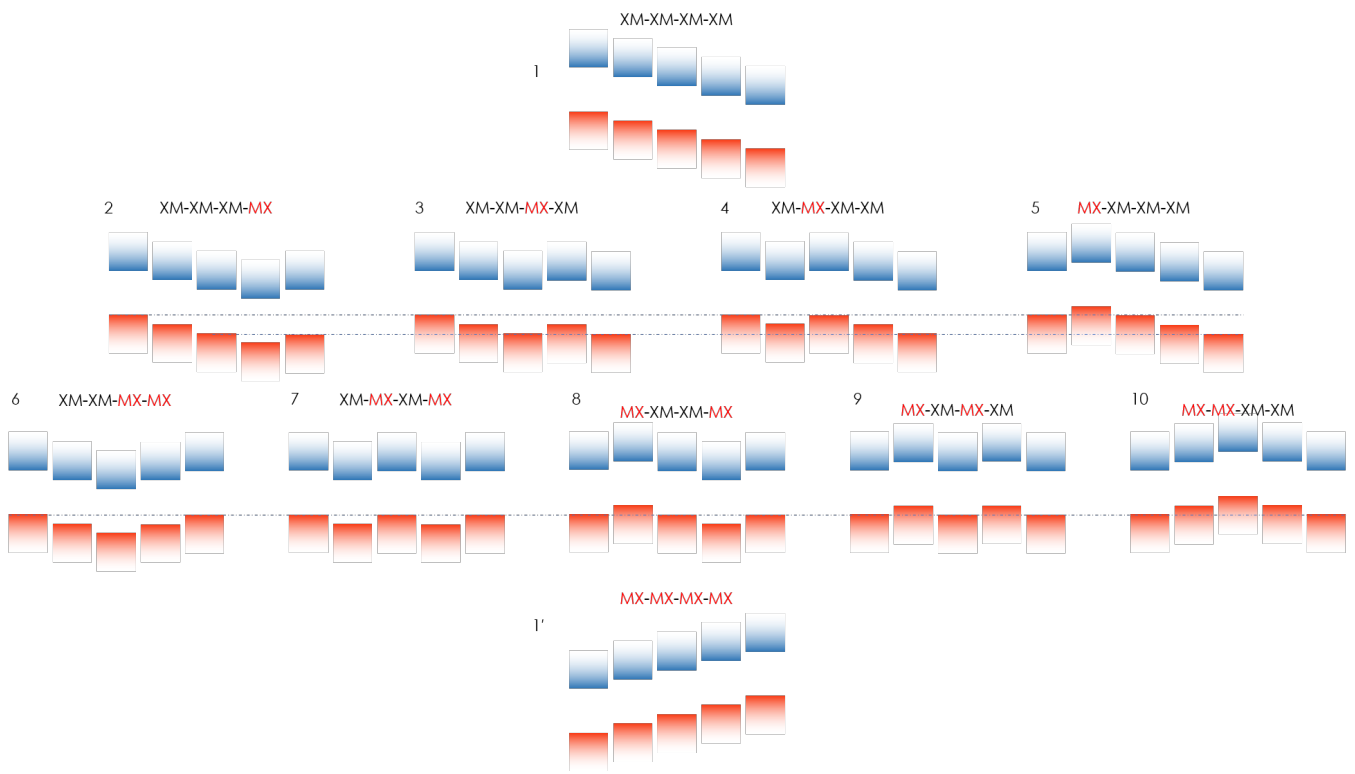 XM-XM-XM-XM
1
2 XM-XM-XM-MX
3 XM-XM-MX-XM
4 XM-MX-XM-XM
5 MX-XM-XM-XM
6 XM-XM-MX-MX
7 XM-MX-XM-MX
8 MX-XM-XM-MX
9 MX-XM-MX-XM
10 MX-MX-XM-XM
MX-MX-MX-MX
1′